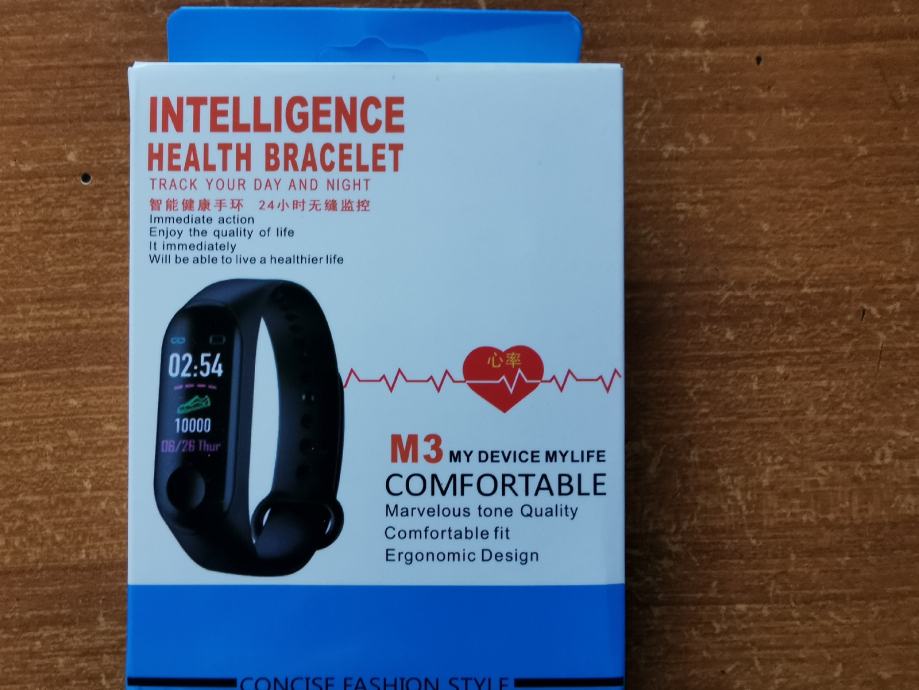 INTELLIGENCE
HEALTH BRACELET
TRACK YOUR DAY AND NIGHT
智能健康手环 24小时无缝监控
Immediate action
Enjoy the quality of life
It immediately
Will be able to live a healthier life
02:54
10000
06/26 Thur
心率
M3 MY DEVICE MYLIFE
COMFORTABLE
Marvelous tone Quality
Comfortable fit
Ergonomic Design
CONCISE FASHION STYLE